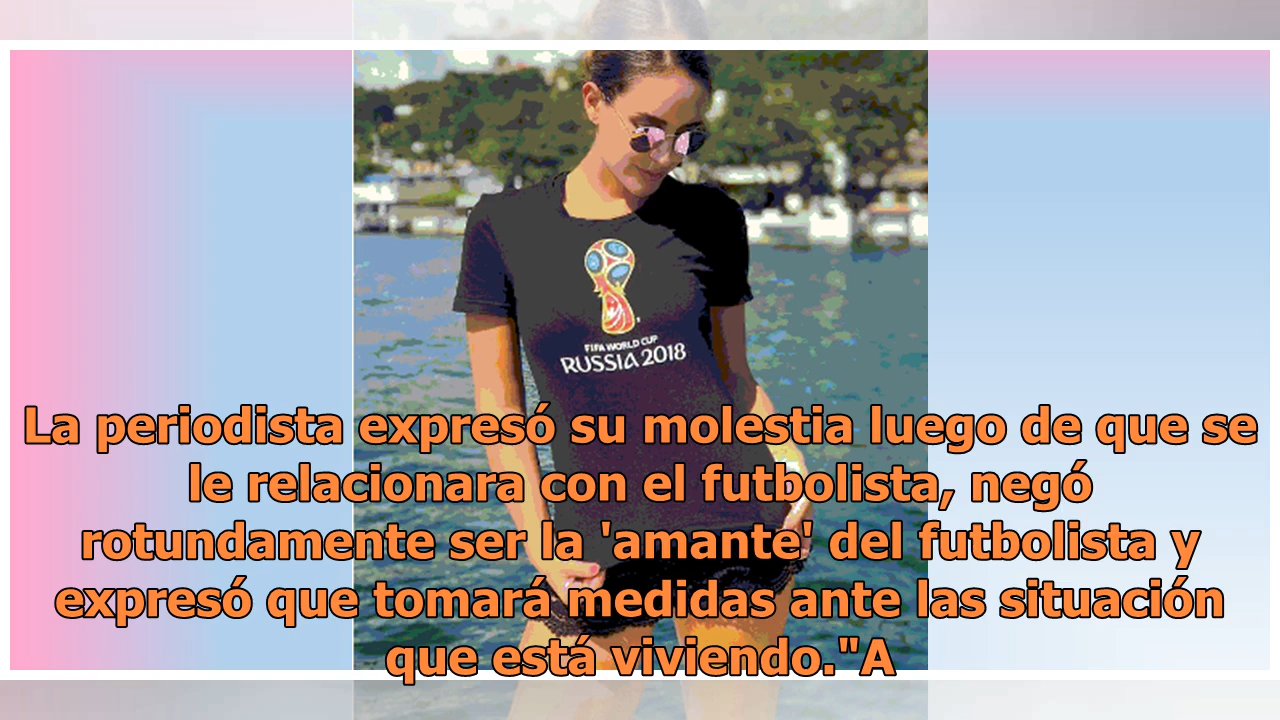 FIFA WORLD CUP
RUSSIA 2018
La periodista expresó su molestia luego de que se
le relacionara con el futbolista, negó
rotundamente ser la 'amante' del futbolista y
expresó que tomará medidas ante las situación
que está viviendo."A